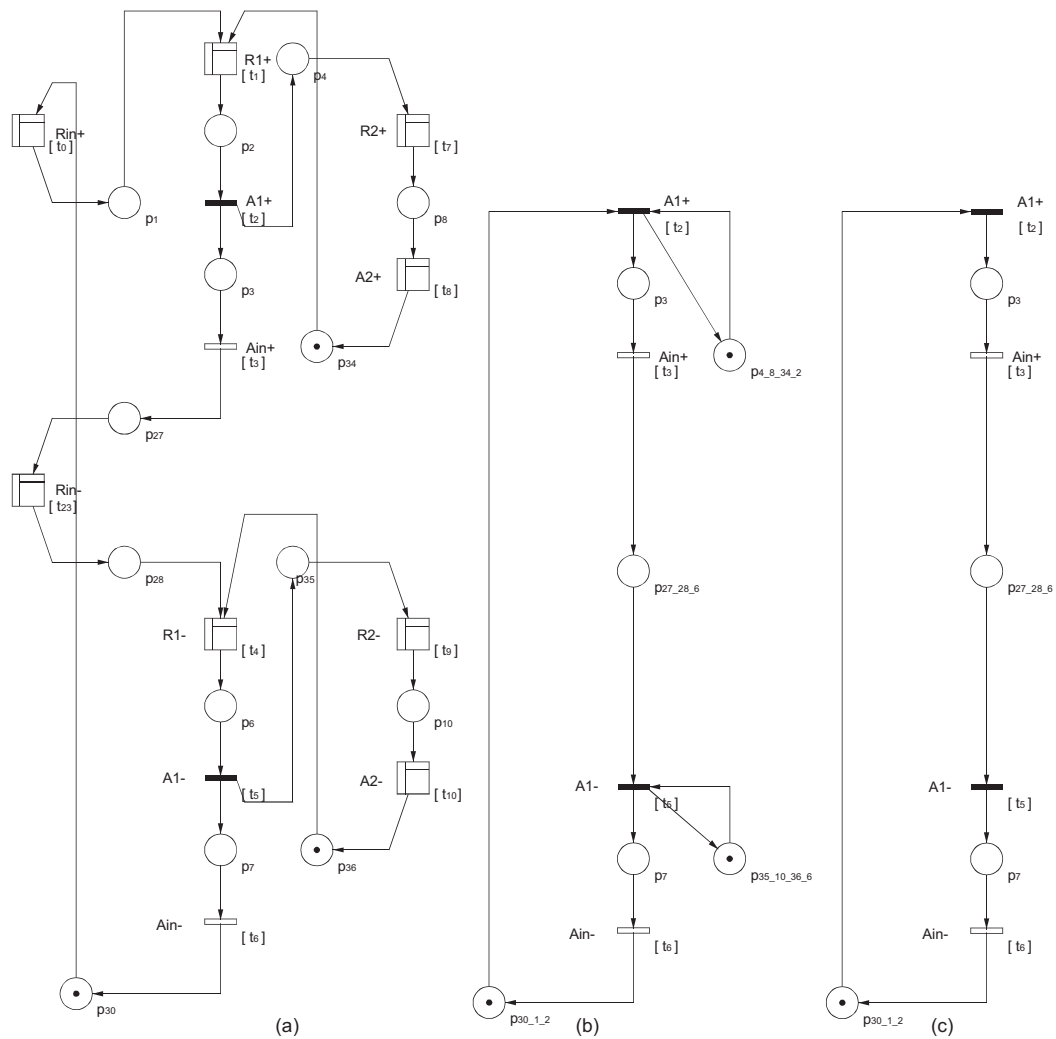 R1+
[ t1]
p4
Rin+
[ t0]
R2+
[ t7]
p2
p1
A1+
[ t2]
p8
p3
A2+
[ t8]
Ain+
[ t3]
p34
p27
Rin-
[ t23]
p28
p35
R1-
[ t4]
R2-
[ t9]
p6
p10
A1-
[ t5]
A2-
[ t10]
p7
p36
Ain-
[ t6]
p30
(a)
A1+
[ t2]
p3
Ain+
[ t3]
p4_8_34_2
p27_28_6
A1-
[ t5]
p7
p35_10_36_6
Ain-
[ t6]
p30_1_2
(b)
A1+
[ t2]
p3
Ain+
[ t3]
p27_28_6
A1-
[ t5]
p7
Ain-
[ t6]
p30_1_2
(c)